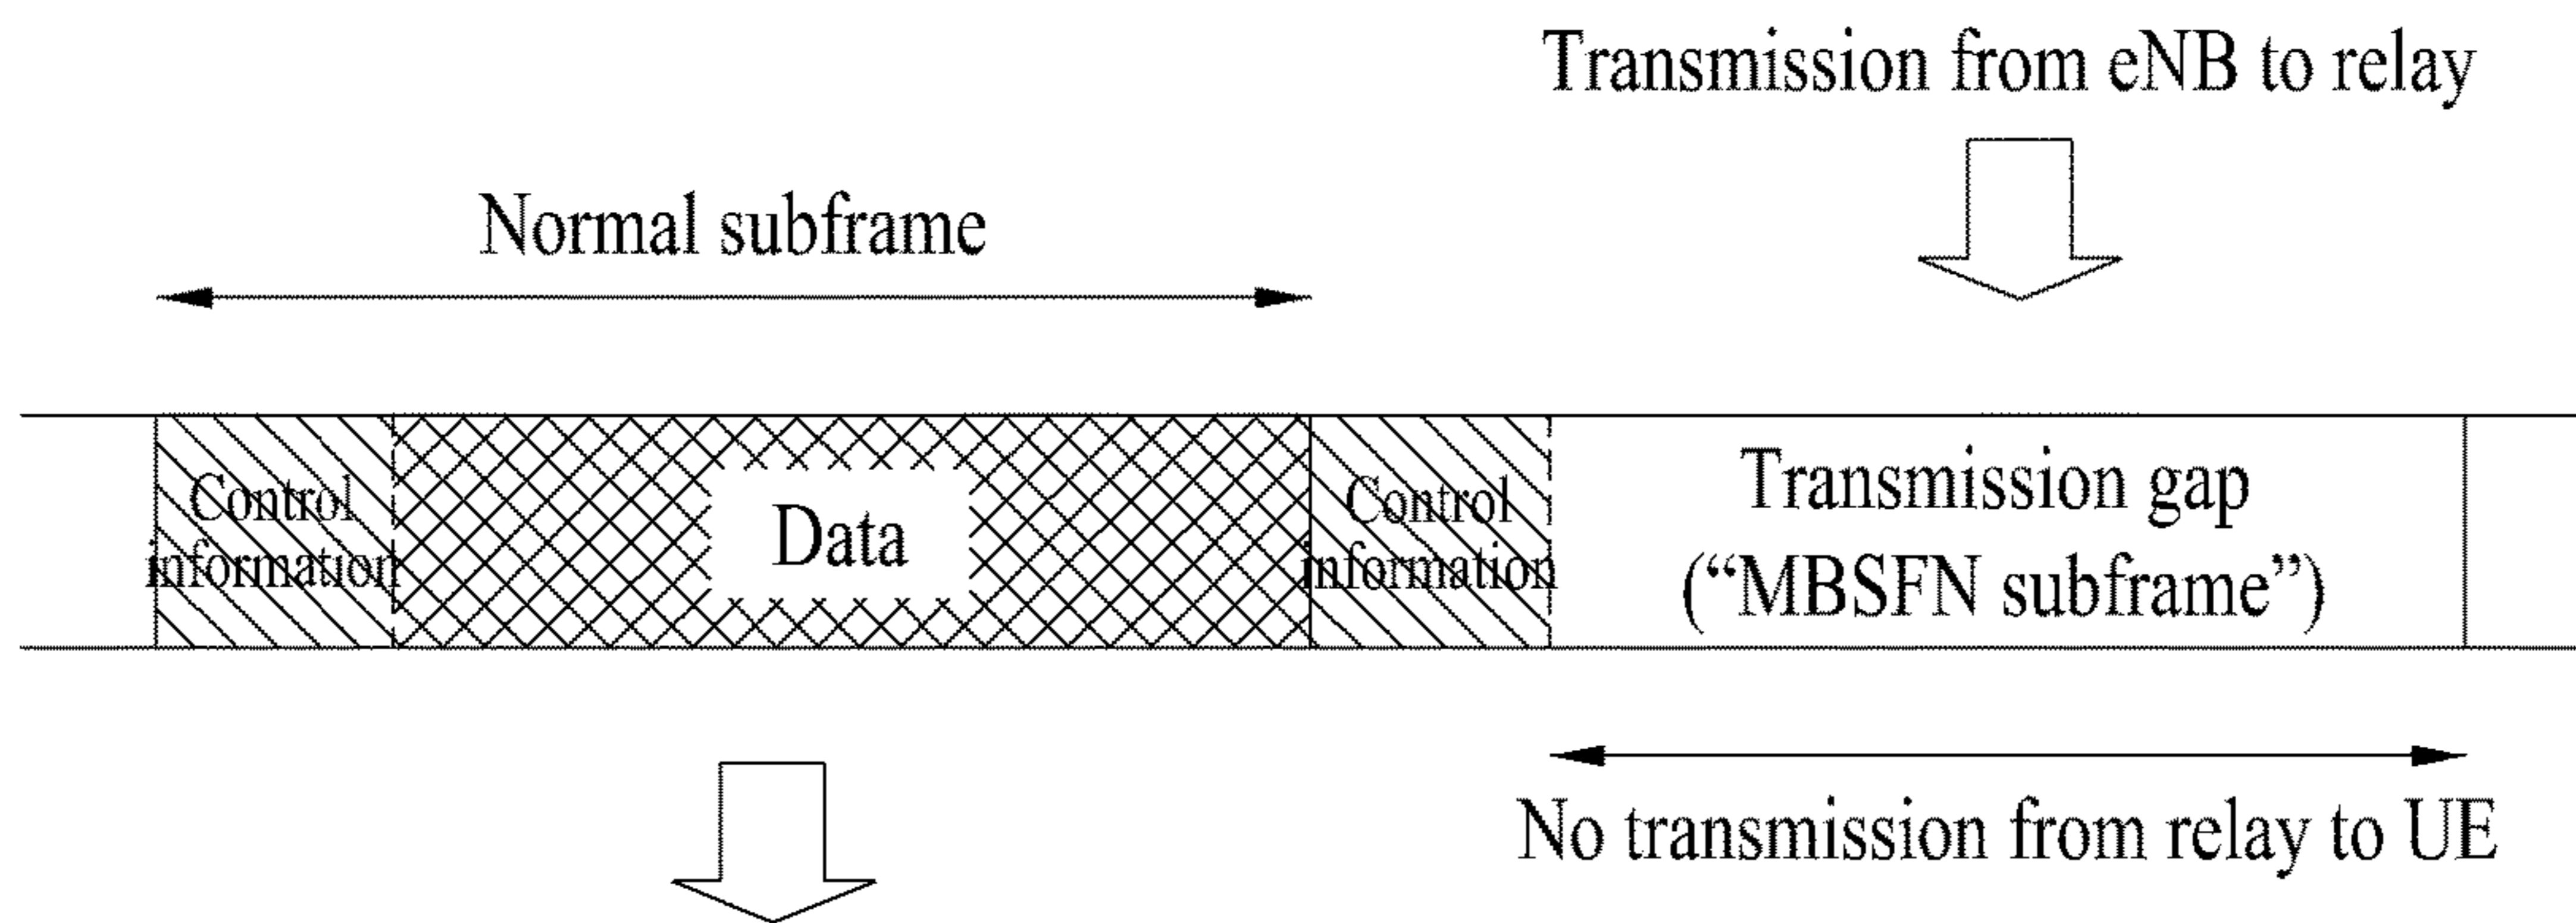 Transmission from eNB to relay
Normal subframe
Control
information
Data
Control
information
Transmission gap
(“MBSFN subframe”)
No transmission from relay to UE